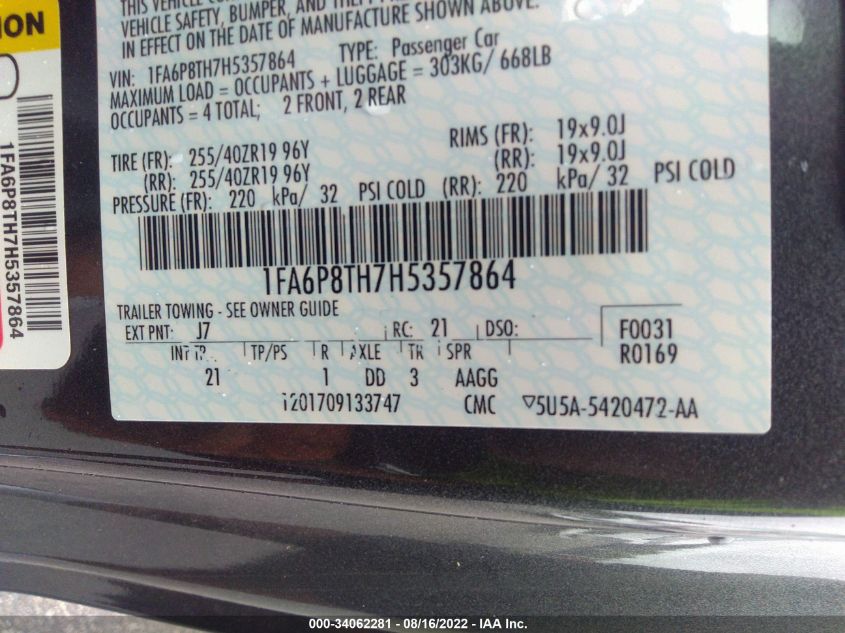 THIS VEHICLE
VEHICLE SAFETY, BUMPER, AND THEFT
IN EFFECT ON THE DATE OF MANUFACTURE SHOWN ABOVE.
VIN: 1FA6P8TH7H5357864 TYPE: Passenger Car
MAXIMUM LOAD = OCCUPANTS + LUGGAGE = 303KG/ 668LB
OCCUPANTS = 4 TOTAL; 2 FRONT, 2 REAR
TIRE (FR): 255/40ZR19 96Y RIMS (FR): 19x9.0J
(RR): 255/40ZR19 96Y (RR): 19x9.0J
PRESSURE (FR): 220 kPa/ 32 PSI COLD (RR): 220 kPa/ 32 PSI COLD
1FA6P8TH7H5357864
TRAILER TOWING - SEE OWNER GUIDE
EXT PNT: J7 RC: 21 DSO: F0031
INT TR TP/PS R AXLE TR SPR R0169
21 1 DD 3 AAGG
1201709133747 CMC ▽5U5A-5420472-AA
ION
1FA6P8TH7H5357864
000-34062281 - 08/16/2022 - IAA Inc.